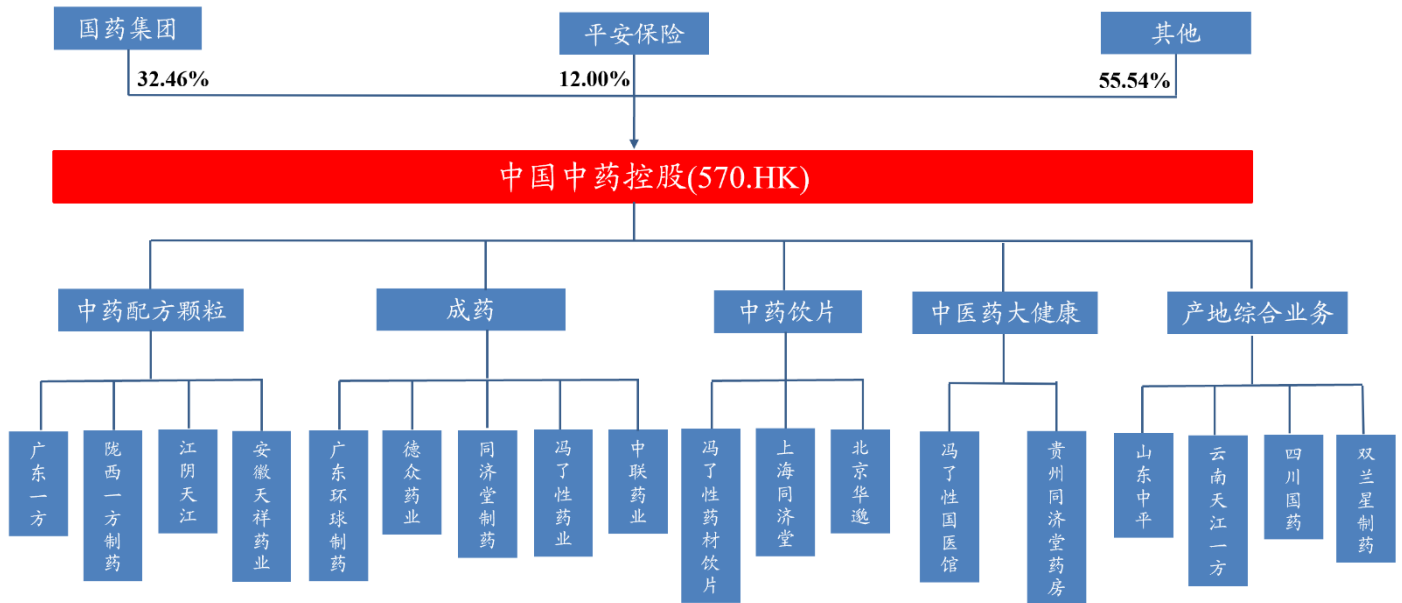 国药集团
平安保险
其他
32.46%
12.00%
55.54%
中国中药控股(570.HK)
中药配方颗粒
成药
中药饮片
中医药大健康
产地综合业务
广东一方
陇西一方制药
江阴天江
安徽天祥药业
广东环球制药
德众药业
同济堂制药
冯了性药业
中联药业
冯了性药材饮片
上海同济堂
北京华邈
冯了性国医馆
贵州同济堂药房
山东中平
云南天江一方
四川国药
双兰星制药